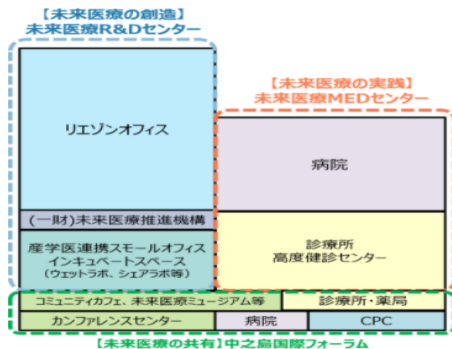 【未来医療の創造】
未来医療R&Dセンター
【未来医療の実践】
未来医療MEDセンター
リエゾンオフィス
病院
(一財)未来医療推進機構
産学医連携スモールオフィス
インキュベートスペース
(ウェットラボ、シェアラボ等)
診療所
高度健診センター
コミュニティカフェ、未来医療ミュージアム等
診療所・薬局
カンファレンスセンター
病院
CPC
【未来医療の共有】中之島国際フォーラム